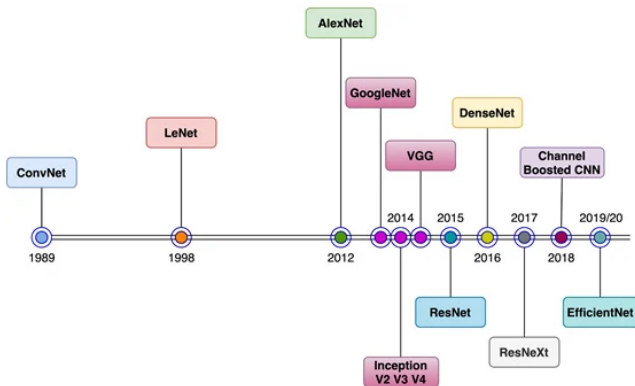 AlexNet
GoogleNet
DenseNet
LeNet
VGG
Channel
Boosted CNN
ConvNet
2014
2015
2017
2019/20
1989
1998
2012
2016
2018
ResNet
EfficientNet
ResNeXt
Inception
V2 V3 V4